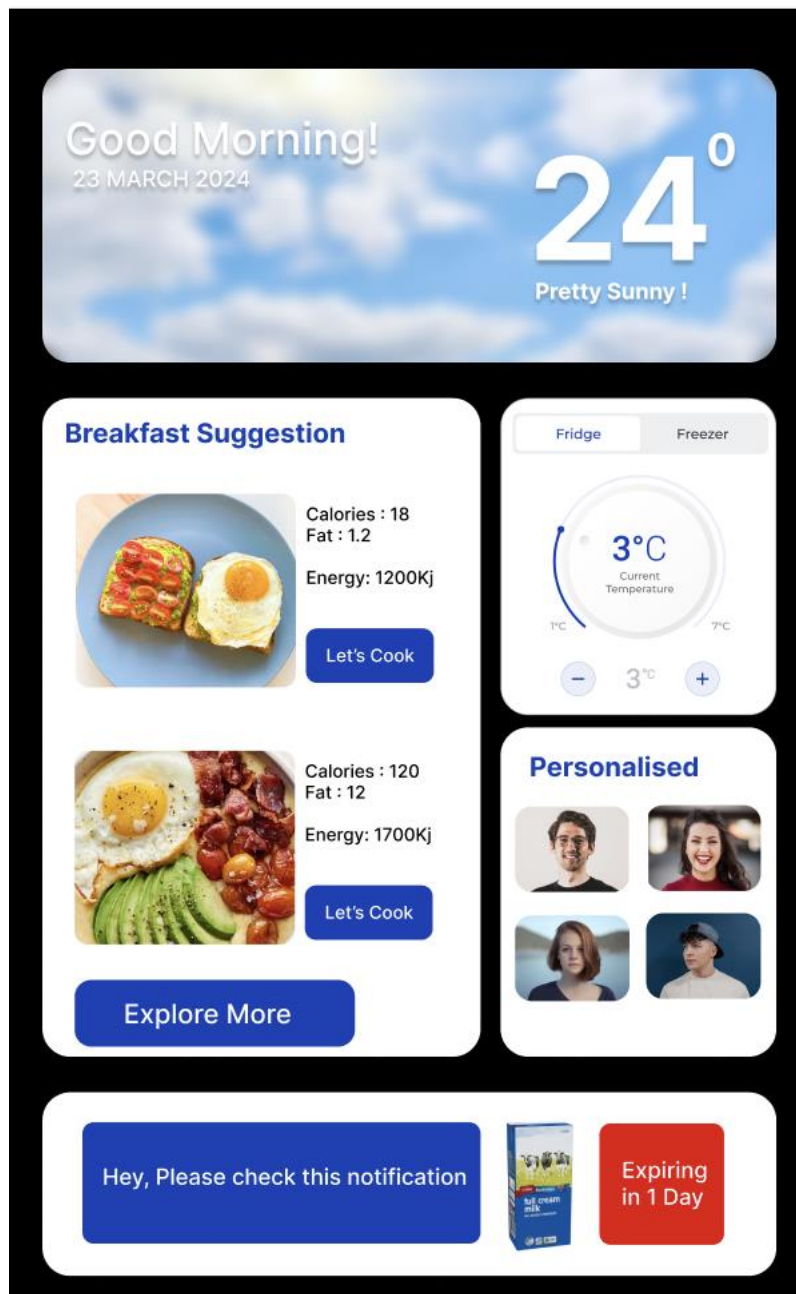 Good Morning!
23 MARCH 2024
24°
Pretty Sunny !
Breakfast Suggestion
Calories : 18
Fat : 1.2
Energy: 1200Kj
Let's Cook
Calories : 120
Fat : 12
Energy: 1700Kj
Let's Cook
Explore More
Fridge
Freezer
3°C
Current
Temperature
1°C
7°C
−
3°C
+
Personalised
Hey, Please check this notification
full cream
milk
Expiring
in 1 Day